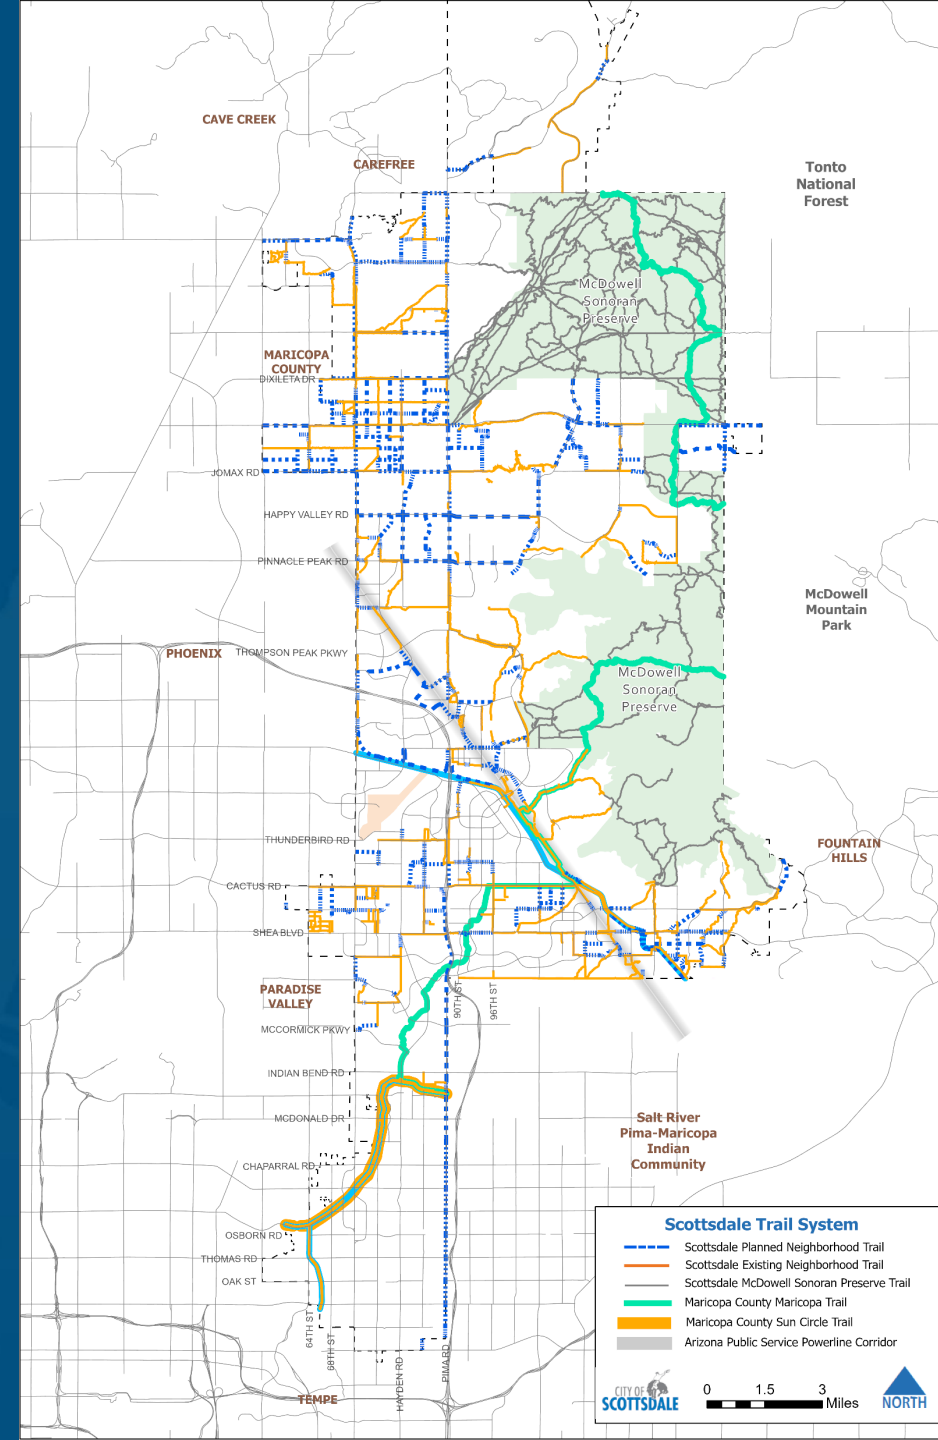 CAVE CREEK
CAREFREE
Tonto
National
Forest
McDowell
Sonoran
Preserve
MARICOPA
COUNTY
DIXILETA DR
JOMAX RD
HAPPY VALLEY RD
PINNACLE PEAK RD
McDowell
Mountain
Park
PHOENIX
THOMPSON PEAK PKWY
McDowell
Sonoran
Preserve
THUNDERBIRD RD
FOUNTAIN
HILLS
CACTUS RD
SHEA BLVD
PARADISE
VALLEY
90TH ST
96TH ST
MCCORMICK PKWY
INDIAN BEND RD
MCDONALD DR
Salt River
Pima-Maricopa
Indian
Community
CHAPARRAL RD
OSBORN RD
THOMAS RD
OAK ST
64TH ST
68TH ST
HAYDEN RD
PIMA RD
TEMPE
Scottsdale Trail System
Scottsdale Planned Neighborhood Trail
Scottsdale Existing Neighborhood Trail
Scottsdale McDowell Sonoran Preserve Trail
Maricopa County Maricopa Trail
Maricopa County Sun Circle Trail
Arizona Public Service Powerline Corridor
CITY OF
SCOTTSDALE
0 1.5 3
Miles
NORTH